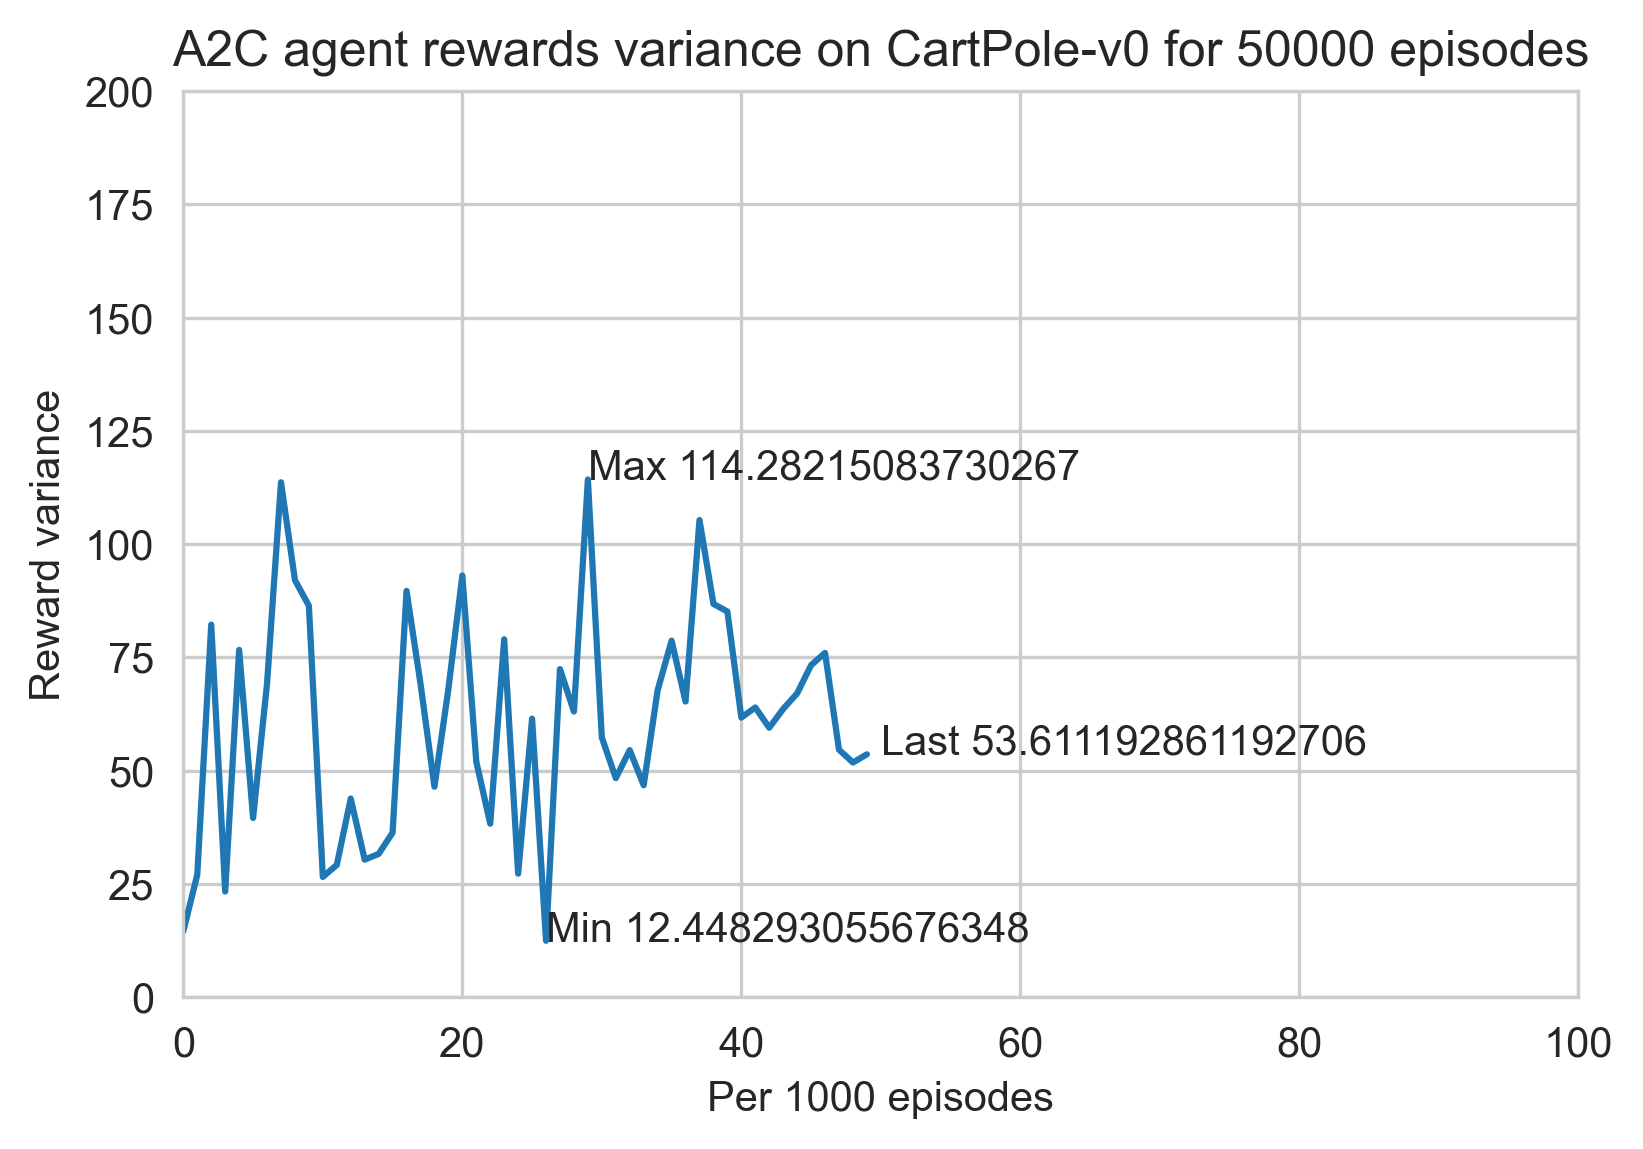 A2C agent rewards variance on CartPole-v0 for 50000 episodes
200
175
150
125
100
75
50
25
0
Reward variance
Max 114.28215083730267
Last 53.611192861192706
Min 12.448293055676348
0 20 40 60 80 100
Per 1000 episodes